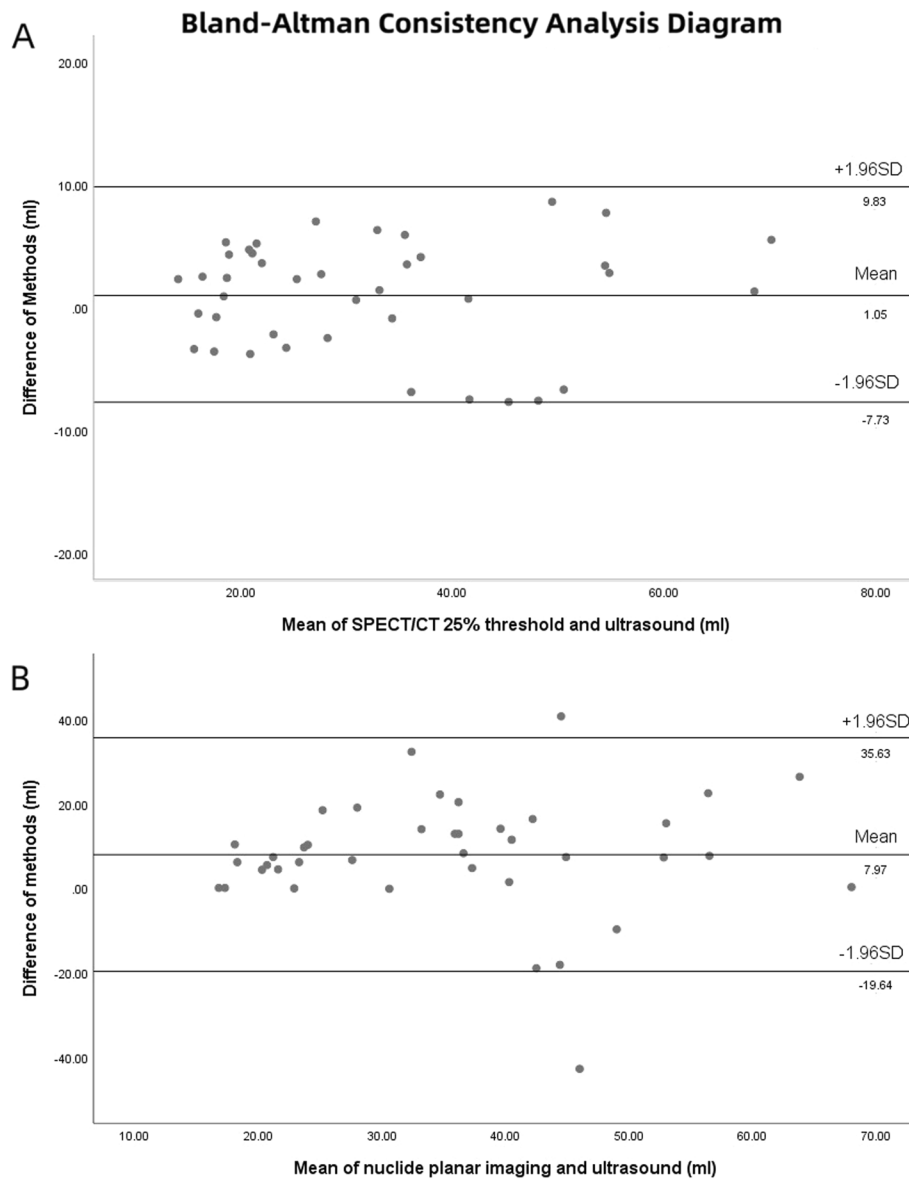 Bland-Altman Consistency Analysis Diagram
A
20.00
10.00
.00
-10.00
-20.00
Difference of Methods (ml)
+1.96SD
9.83
Mean
1.05
-1.96SD
-7.73
20.00 40.00 60.00 80.00
Mean of SPECT/CT 25% threshold and ultrasound (ml)
B
40.00
20.00
.00
-20.00
-40.00
Difference of methods (ml)
+1.96SD
35.63
Mean
7.97
-1.96SD
-19.64
10.00 20.00 30.00 40.00 50.00 60.00 70.00
Mean of nuclide planar imaging and ultrasound (ml)